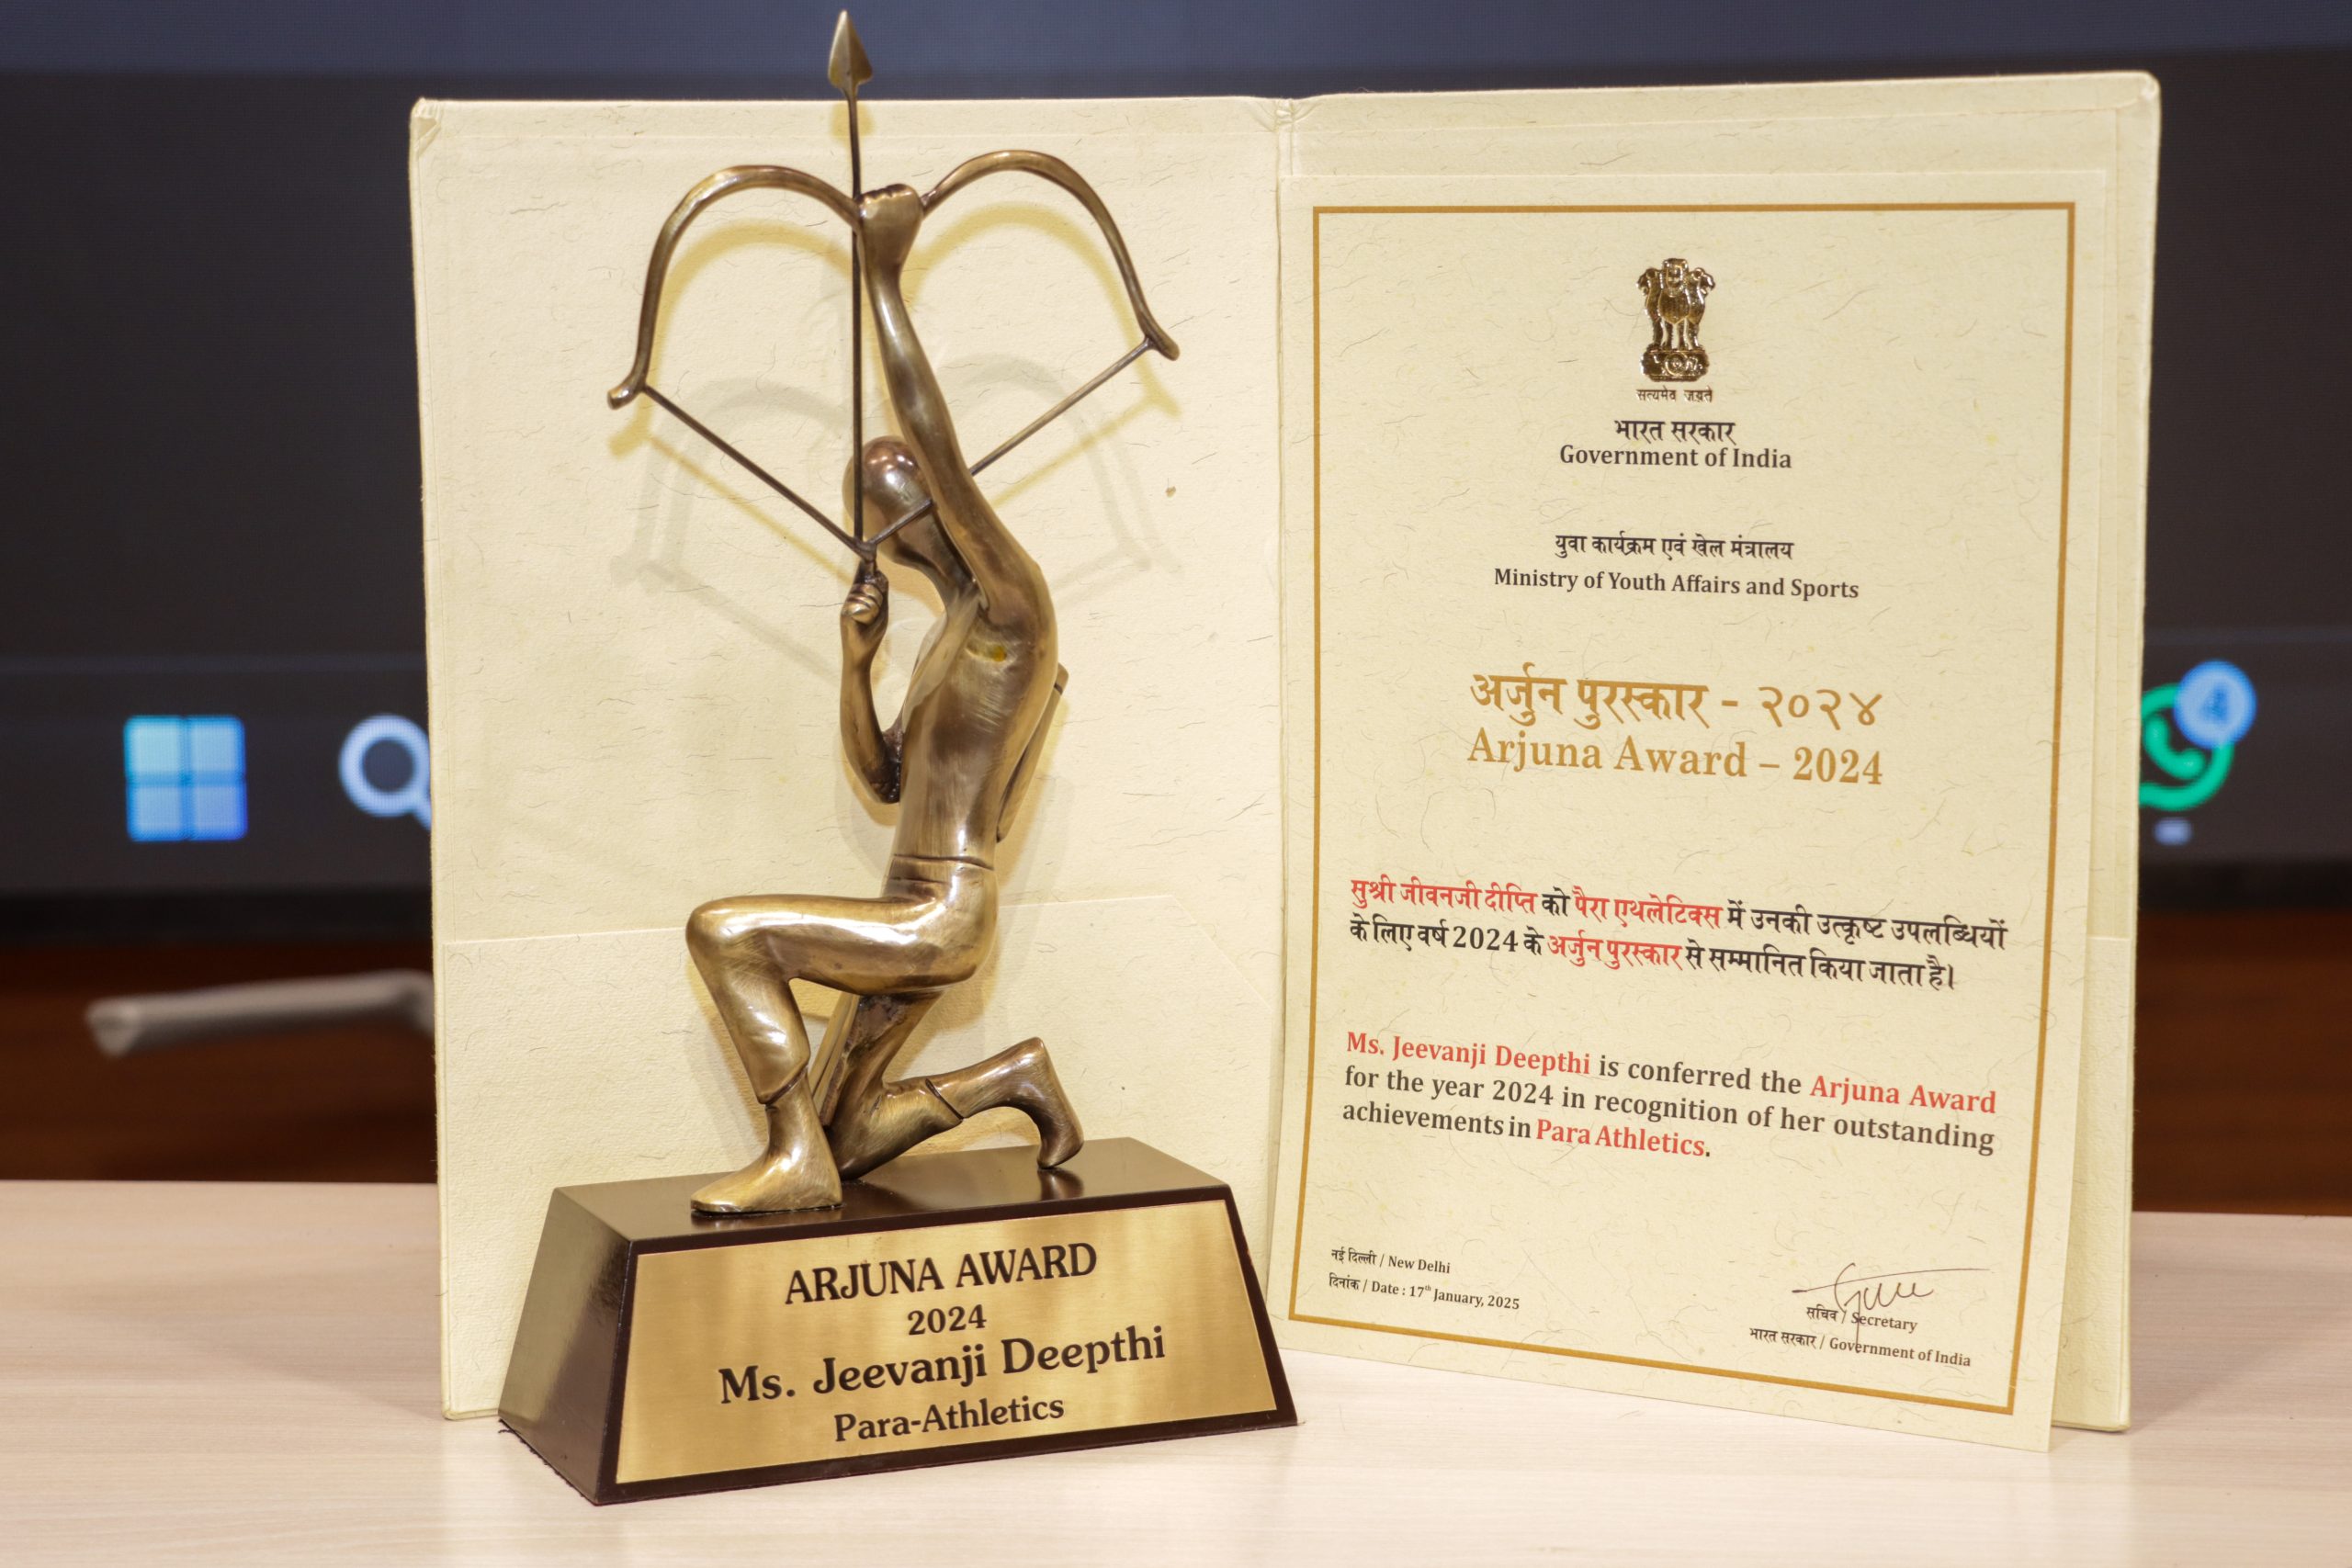 ARJUNA AWARD
2024
Ms. Jeevanji Deepthi
Para-Athletics
सत्यमेव जयते
भारत सरकार
Government of India
युवा कार्यक्रम एवं खेल मंत्रालय
Ministry of Youth Affairs and Sports
अर्जुन पुरस्कार - २०२४
Arjuna Award – 2024
सुश्री जीवनजी दीप्ति को पैरा एथलेटिक्स में उनकी उत्कृष्ट उपलब्धियों
के लिए वर्ष 2024 के अर्जुन पुरस्कार से सम्मानित किया जाता है।
Ms. Jeevanji Deepthi is conferred the Arjuna Award
for the year 2024 in recognition of her outstanding
achievements in Para Athletics.
नई दिल्ली / New Delhi
दिनांक / Date : 17th January, 2025
सचिव / Secretary
भारत सरकार / Government of India
4